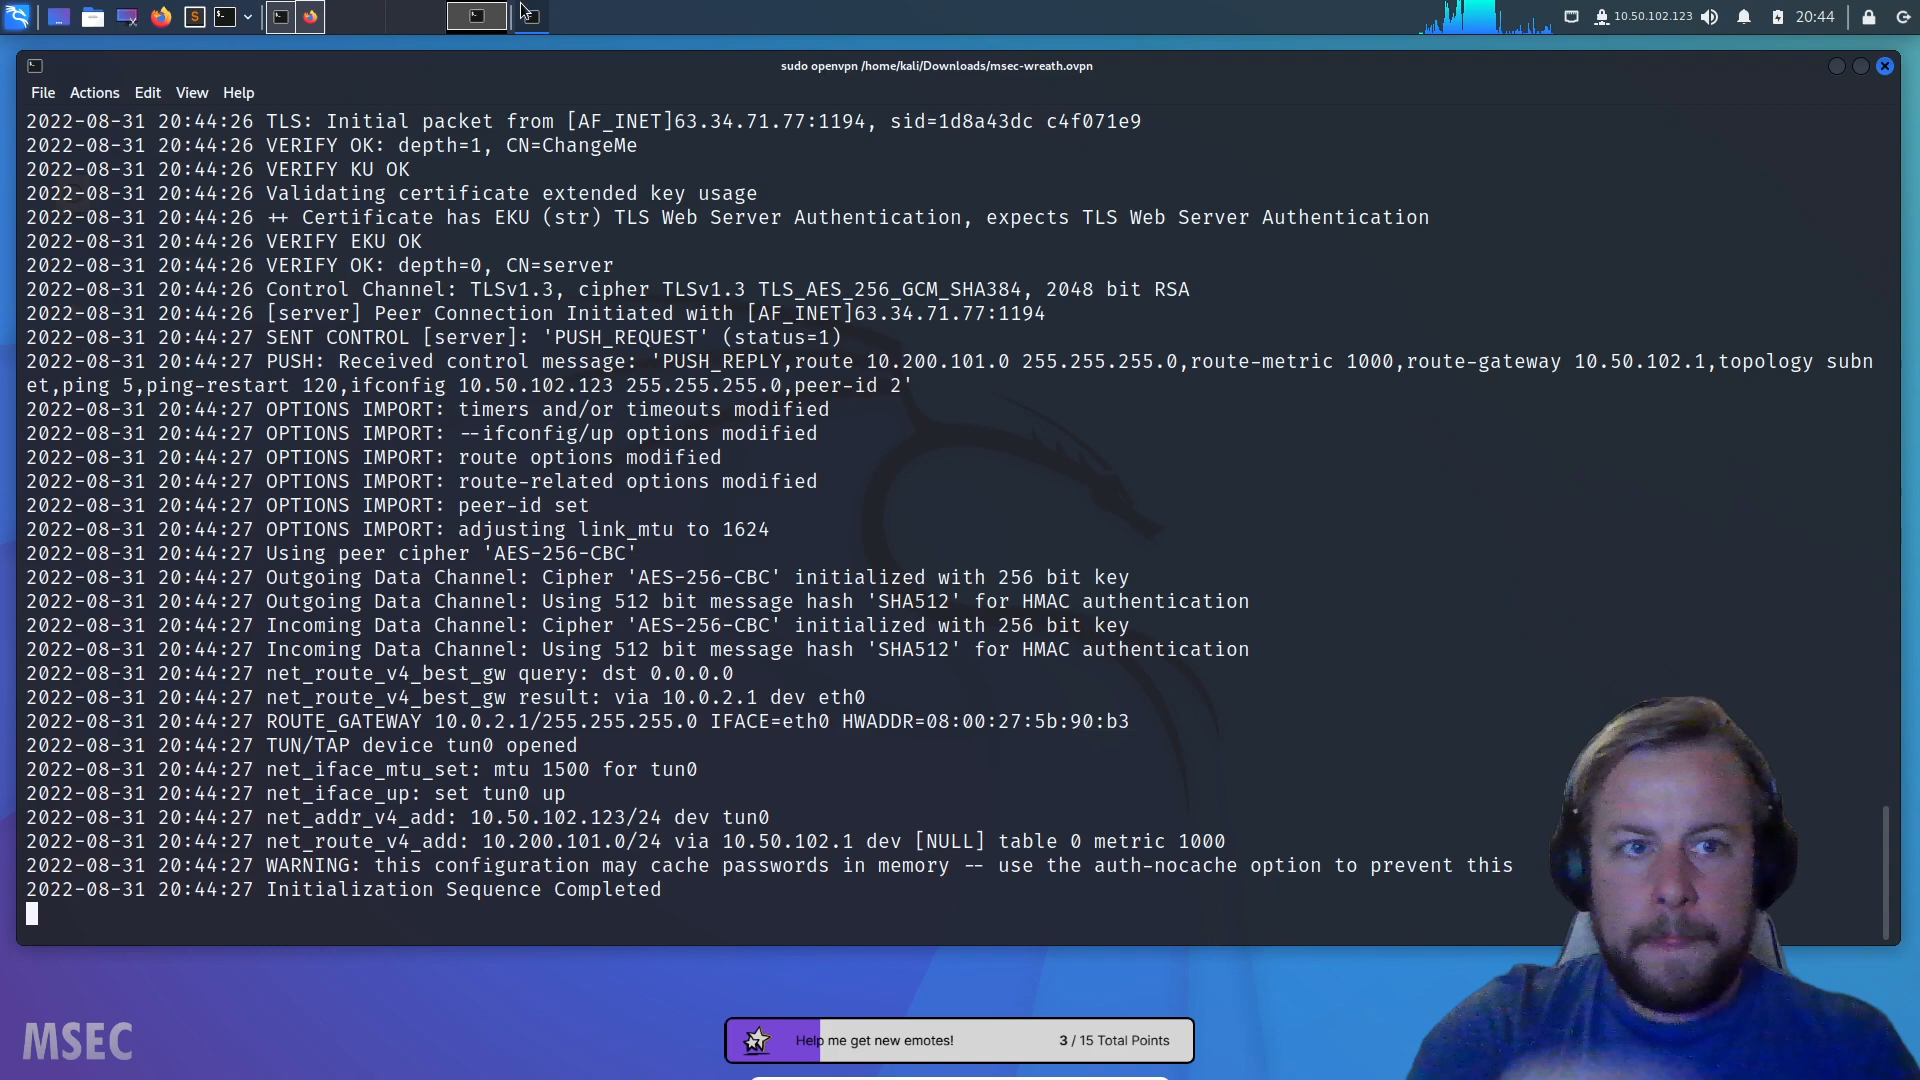 10.50.102.123
20:44
sudo openvpn /home/kali/Downloads/msec-wreath.ovpn
File Actions Edit View Help
2022-08-31 20:44:26 TLS: Initial packet from [AF_INET]63.34.71.77:1194, sid=1d8a43dc c4f071e9
2022-08-31 20:44:26 VERIFY OK: depth=1, CN=ChangeMe
2022-08-31 20:44:26 VERIFY KU OK
2022-08-31 20:44:26 Validating certificate extended key usage
2022-08-31 20:44:26 ++ Certificate has EKU (str) TLS Web Server Authentication, expects TLS Web Server Authentication
2022-08-31 20:44:26 VERIFY EKU OK
2022-08-31 20:44:26 VERIFY OK: depth=0, CN=server
2022-08-31 20:44:26 Control Channel: TLSv1.3, cipher TLSv1.3 TLS_AES_256_GCM_SHA384, 2048 bit RSA
2022-08-31 20:44:26 [server] Peer Connection Initiated with [AF_INET]63.34.71.77:1194
2022-08-31 20:44:27 SENT CONTROL [server]: 'PUSH_REQUEST' (status=1)
2022-08-31 20:44:27 PUSH: Received control message: 'PUSH_REPLY,route 10.200.101.0 255.255.255.0,route-metric 1000,route-gateway 10.50.102.1,topology subn
et,ping 5,ping-restart 120,ifconfig 10.50.102.123 255.255.255.0,peer-id 2'
2022-08-31 20:44:27 OPTIONS IMPORT: timers and/or timeouts modified
2022-08-31 20:44:27 OPTIONS IMPORT: --ifconfig/up options modified
2022-08-31 20:44:27 OPTIONS IMPORT: route options modified
2022-08-31 20:44:27 OPTIONS IMPORT: route-related options modified
2022-08-31 20:44:27 OPTIONS IMPORT: peer-id set
2022-08-31 20:44:27 OPTIONS IMPORT: adjusting link_mtu to 1624
2022-08-31 20:44:27 Using peer cipher 'AES-256-CBC'
2022-08-31 20:44:27 Outgoing Data Channel: Cipher 'AES-256-CBC' initialized with 256 bit key
2022-08-31 20:44:27 Outgoing Data Channel: Using 512 bit message hash 'SHA512' for HMAC authentication
2022-08-31 20:44:27 Incoming Data Channel: Cipher 'AES-256-CBC' initialized with 256 bit key
2022-08-31 20:44:27 Incoming Data Channel: Using 512 bit message hash 'SHA512' for HMAC authentication
2022-08-31 20:44:27 net_route_v4_best_gw query: dst 0.0.0.0
2022-08-31 20:44:27 net_route_v4_best_gw result: via 10.0.2.1 dev eth0
2022-08-31 20:44:27 ROUTE_GATEWAY 10.0.2.1/255.255.255.0 IFACE=eth0 HWADDR=08:00:27:5b:90:b3
2022-08-31 20:44:27 TUN/TAP device tun0 opened
2022-08-31 20:44:27 net_iface_mtu_set: mtu 1500 for tun0
2022-08-31 20:44:27 net_iface_up: set tun0 up
2022-08-31 20:44:27 net_addr_v4_add: 10.50.102.123/24 dev tun0
2022-08-31 20:44:27 net_route_v4_add: 10.200.101.0/24 via 10.50.102.1 dev [NULL] table 0 metric 1000
2022-08-31 20:44:27 WARNING: this configuration may cache passwords in memory -- use the auth-nocache option to prevent this
2022-08-31 20:44:27 Initialization Sequence Completed
MSEC
Help me get new emotes! 3 / 15 Total Points